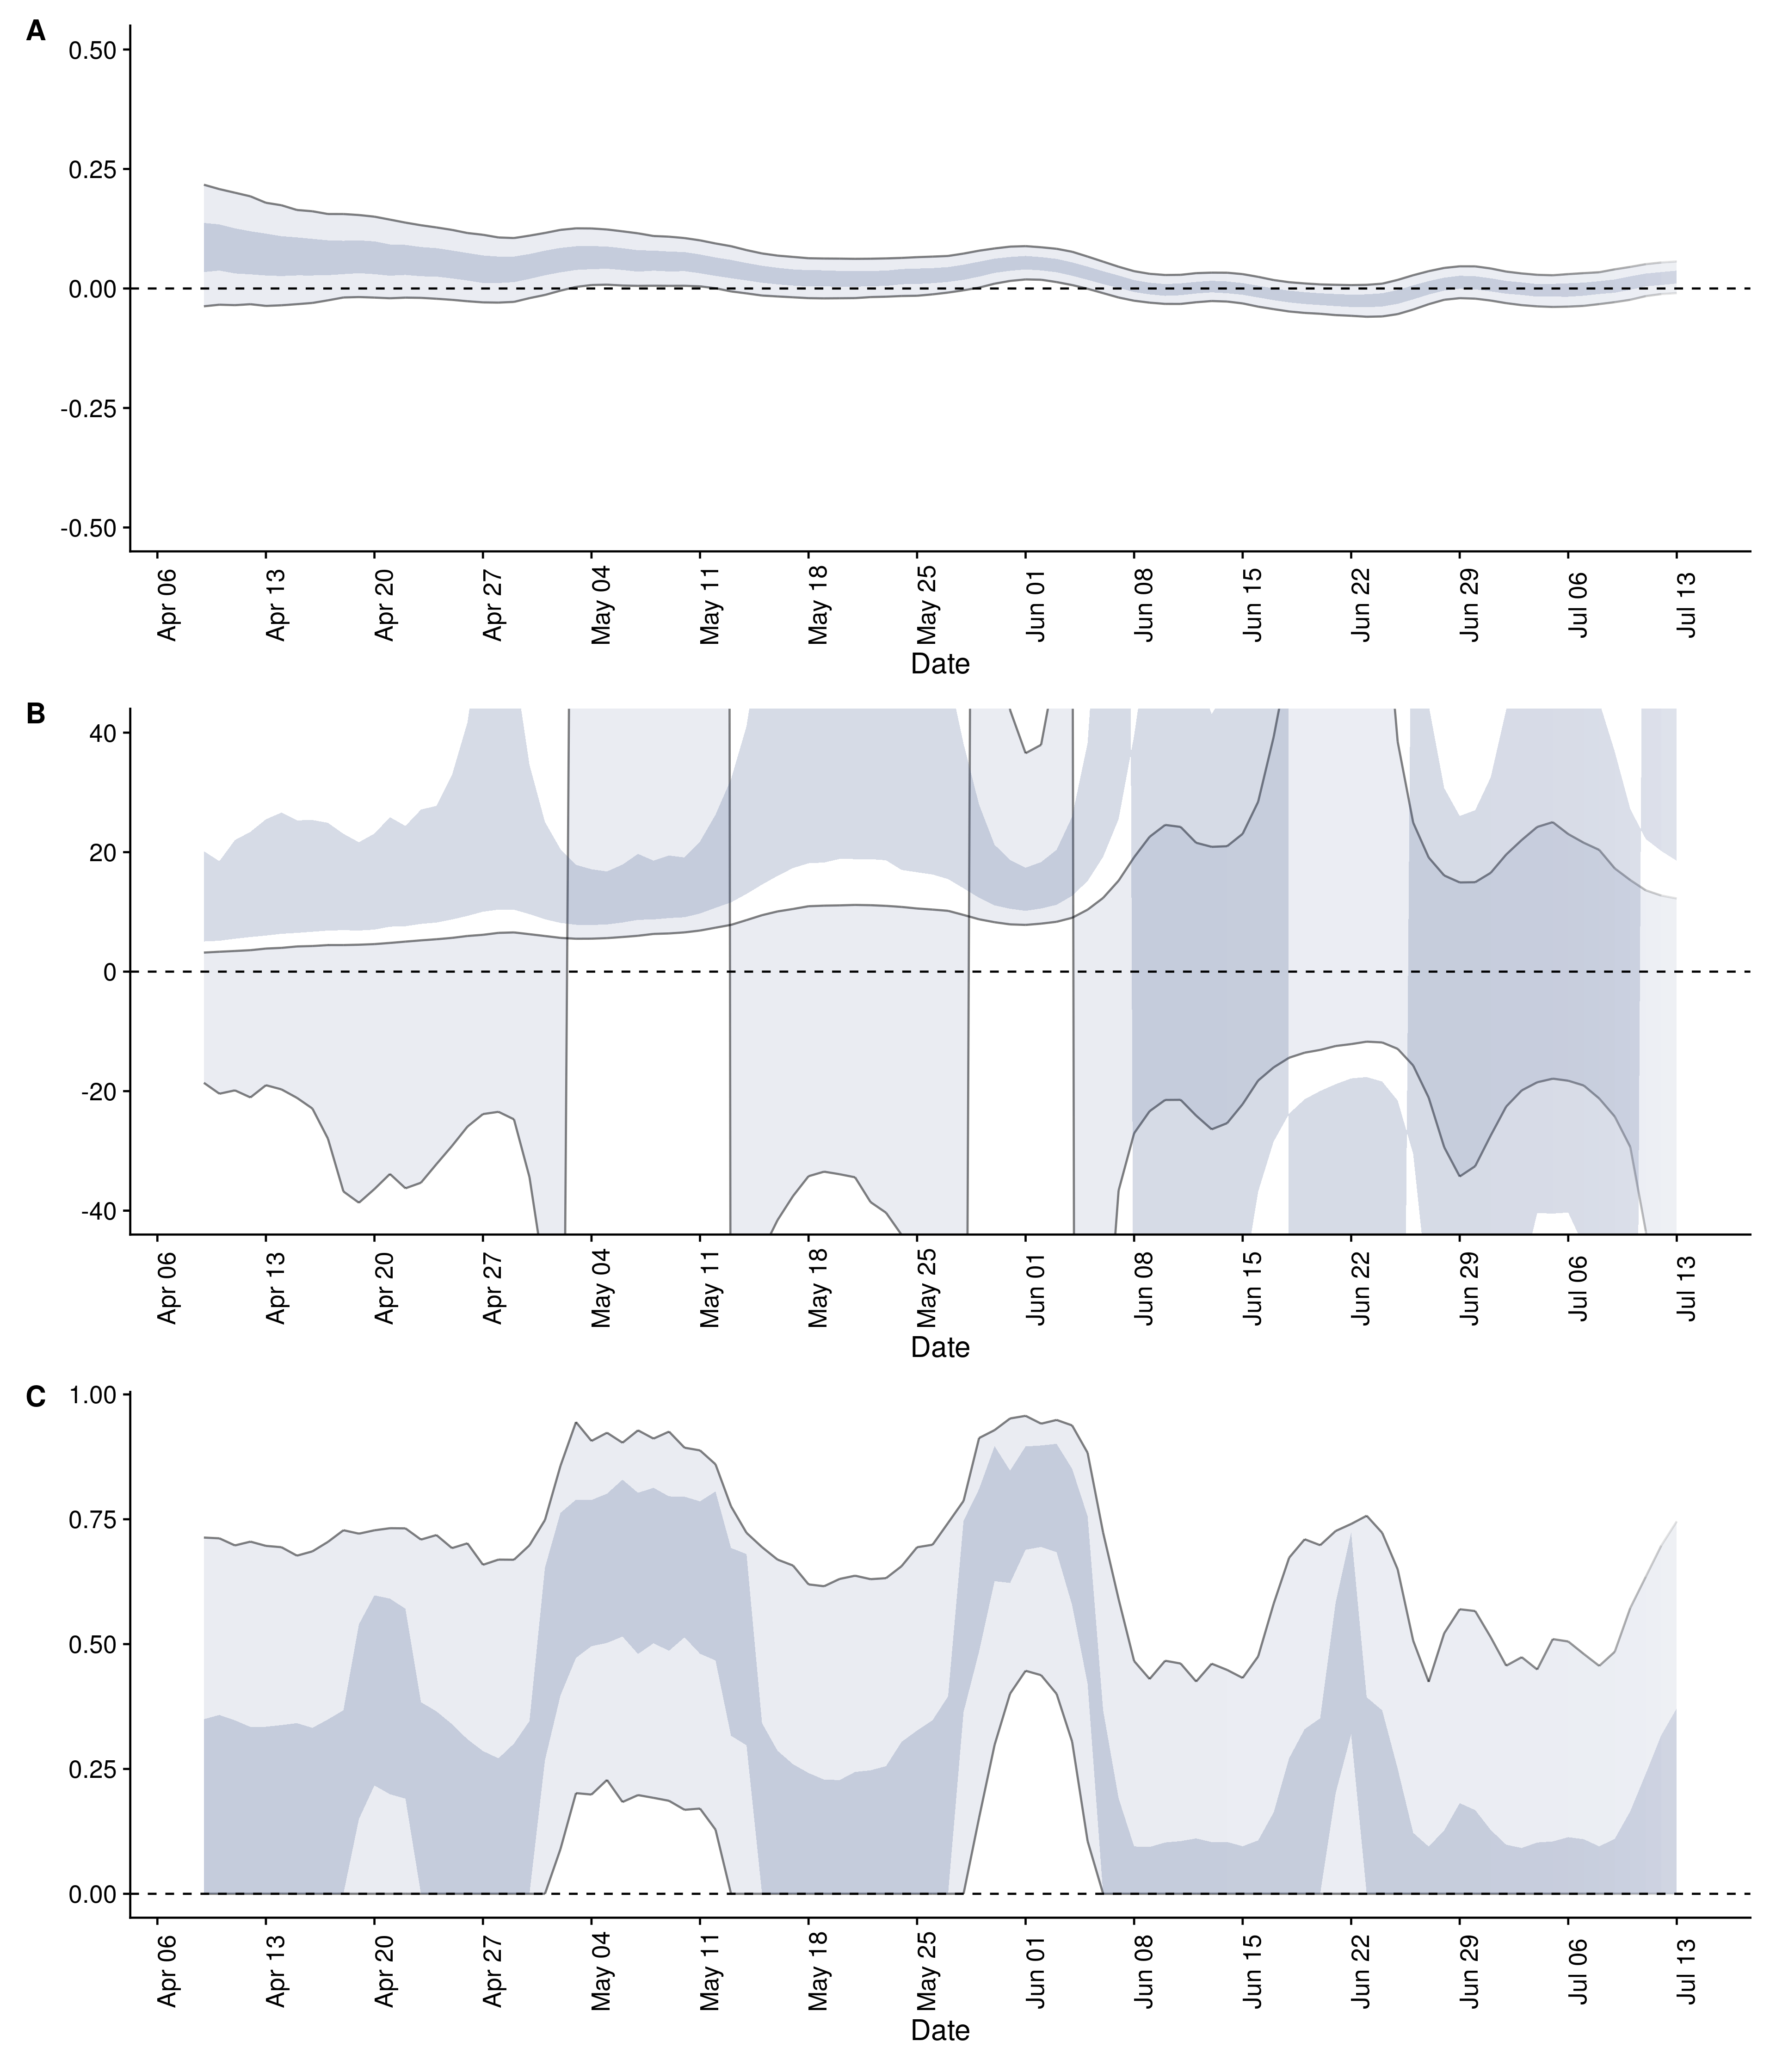 A
0.50
0.25
0.00
-0.25
-0.50
Apr 06
Apr 13
Apr 20
Apr 27
May 04
May 11
May 18
May 25
Jun 01
Jun 08
Jun 15
Jun 22
Jun 29
Jul 06
Jul 13
Date
B
40
20
0
-20
-40
Apr 06
Apr 13
Apr 20
Apr 27
May 04
May 11
May 18
May 25
Jun 01
Jun 08
Jun 15
Jun 22
Jun 29
Jul 06
Jul 13
Date
C
1.00
0.75
0.50
0.25
0.00
Apr 06
Apr 13
Apr 20
Apr 27
May 04
May 11
May 18
May 25
Jun 01
Jun 08
Jun 15
Jun 22
Jun 29
Jul 06
Jul 13
Date